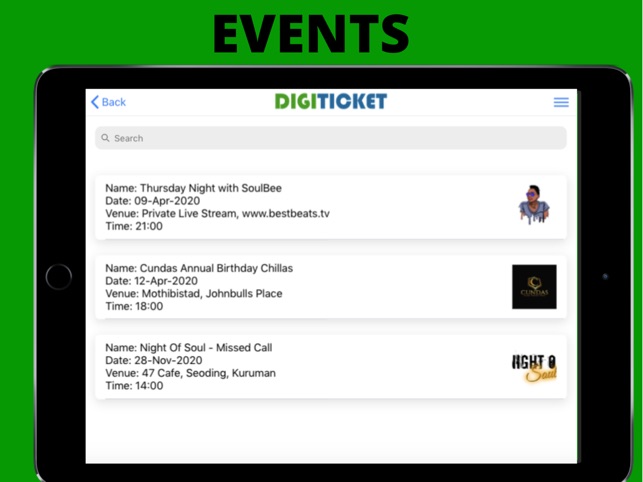 EVENTS
Back
DIGITICKET
Search
Name: Thursday Night with SoulBee
Date: 09-Apr-2020
Venue: Private Live Stream, www.bestbeats.tv
Time: 21:00
Name: Cundas Annual Birthday Chillas
Date: 12-Apr-2020
Venue: Mothibistad, Johnbulls Place
Time: 18:00
CUNDAS
Name: Night Of Soul - Missed Call
Date: 28-Nov-2020
Venue: 47 Cafe, Seoding, Kuruman
Time: 14:00
NGHT O
Soul